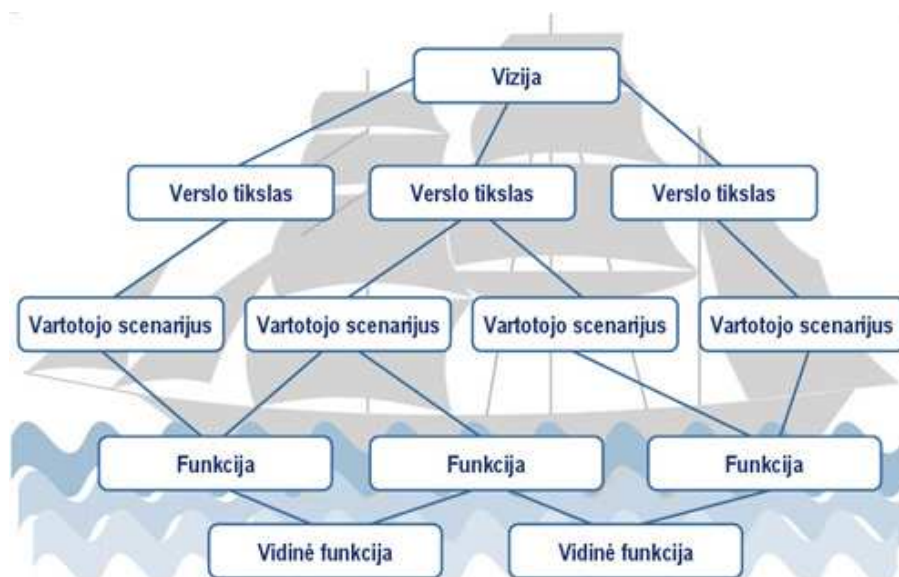 Vizija
Verslo tikslas
Verslo tikslas
Verslo tikslas
Vartotojo scenarijus
Vartotojo scenarijus
Vartotojo scenarijus
Vartotojo scenarijus
Funkcija
Funkcija
Funkcija
Vidinė funkcija
Vidinė funkcija